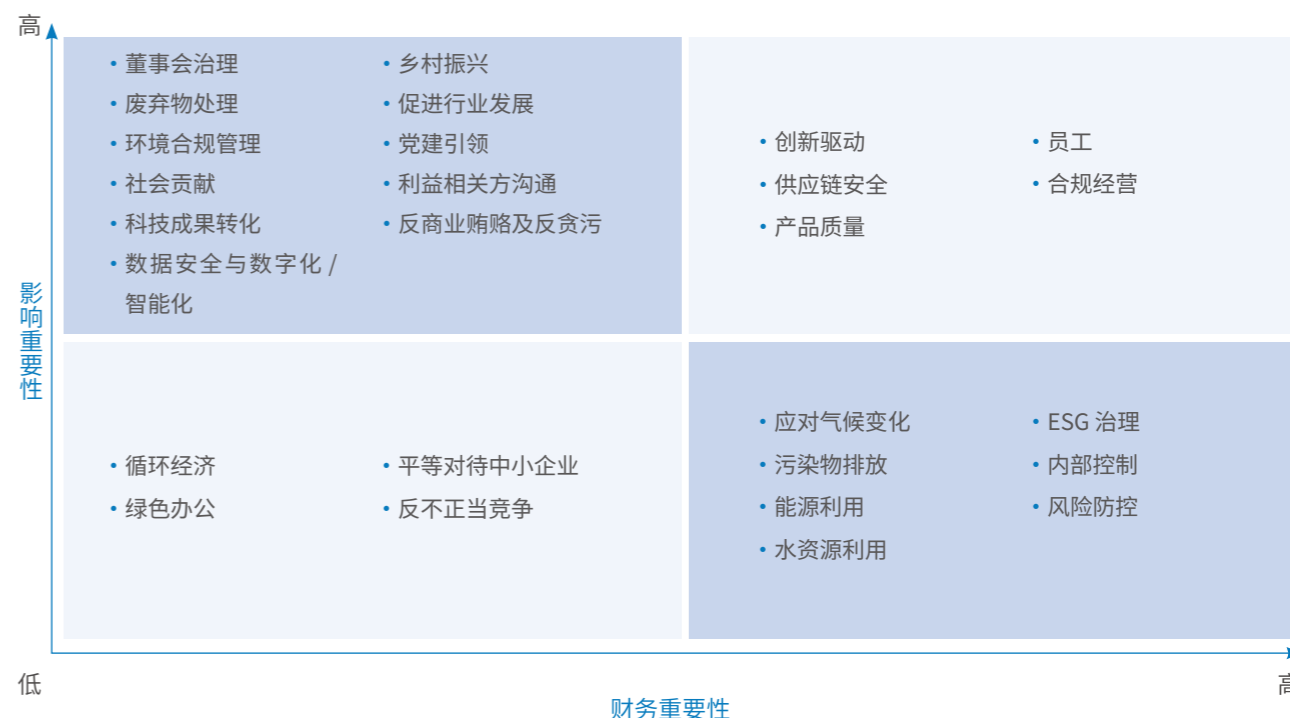 高
• 董事会治理
• 废弃物处理
• 环境合规管理
• 社会贡献
• 科技成果转化
• 数据安全与数字化 /
智能化
• 乡村振兴
• 促进行业发展
• 党建引领
• 利益相关方沟通
• 反商业贿赂及反贪污
• 创新驱动
• 供应链安全
• 产品质量
• 员工
• 合规经营
影响重要性
• 循环经济
• 绿色办公
• 平等对待中小企业
• 反不正当竞争
• 应对气候变化
• 污染物排放
• 能源利用
• 水资源利用
• ESG 治理
• 内部控制
• 风险防控
低
高
财务重要性